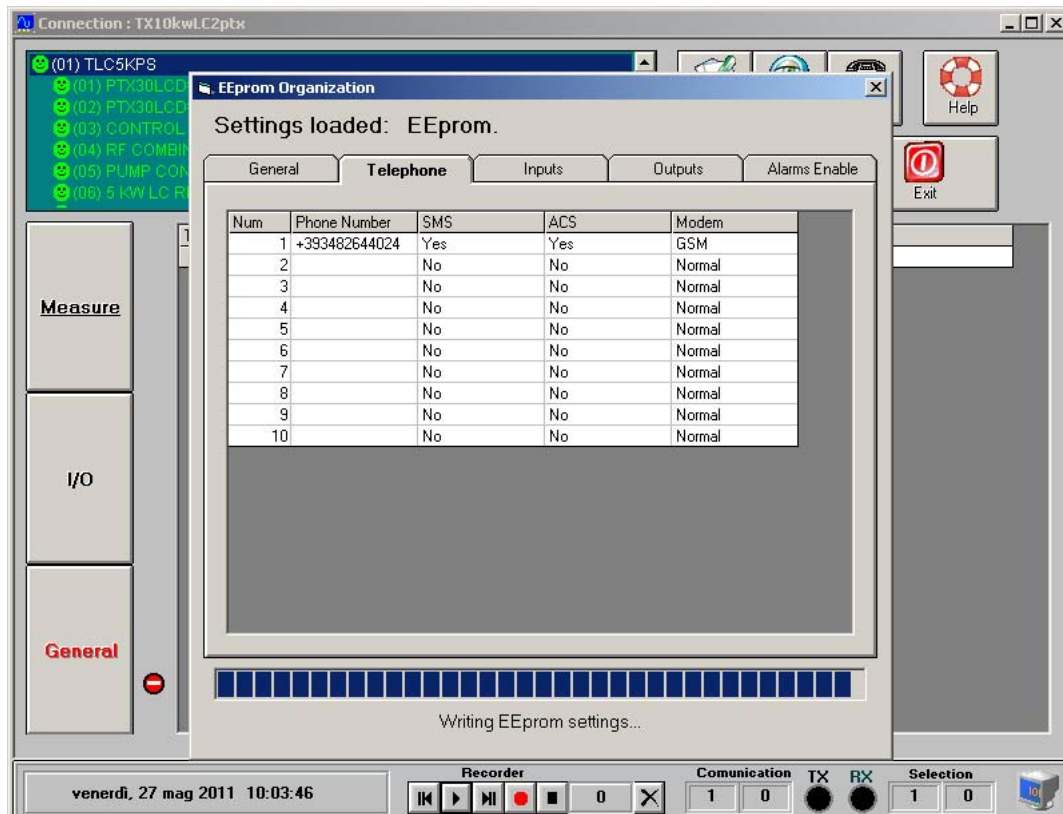 Connection : TX10kwLC2ptx
(01) TLC5KPS
(01) PTX30LCD
(02) PTX30LCD
(03) CONTROL
(04) RF COMBIN
(05) PUMP CON
(06) 5 KW LC R
Help
Exit
EEprom Organization
Settings loaded: EEprom.
General Telephone Inputs Outputs Alarms Enable
Num Phone Number SMS ACS Modem
1 +393482644024 Yes Yes GSM
2 No No Normal
3 No No Normal
4 No No Normal
5 No No Normal
6 No No Normal
7 No No Normal
8 No No Normal
9 No No Normal
10 No No Normal
Measure
I/O
General
Writing EEprom settings...
Recorder Comunication TX RX Selection
venerdì, 27 mag 2011 10:03:46 0 1 0 1 0